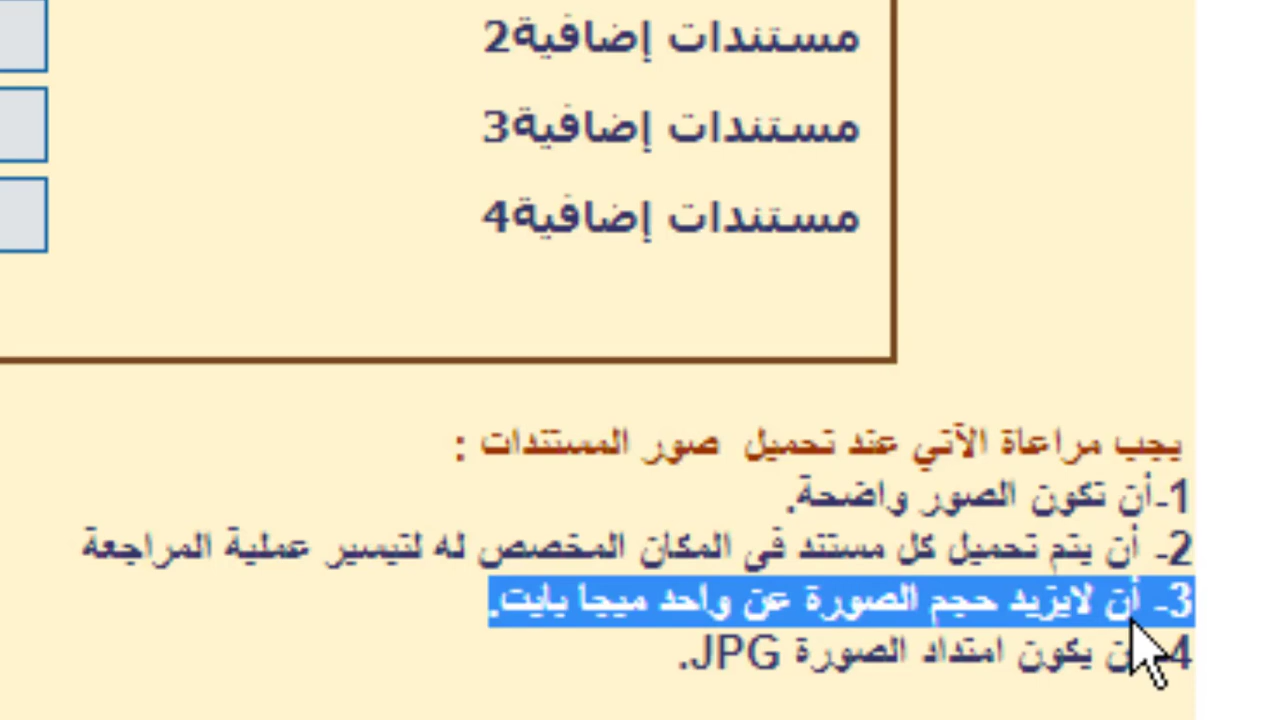 مستندات إضافية2
مستندات إضافية3
مستندات إضافية4
يجب مراعاة الآتي عند تحميل صور المستندات :
1-أن تكون الصور واضحة.
2- أن يتم تحميل كل مستند فى المكان المخصص له لتيسير عملية المراجعة
3- أن لايزيد حجم الصورة عن واحد ميجا بايت.
4 ن يكون امتداد الصورة JPG.